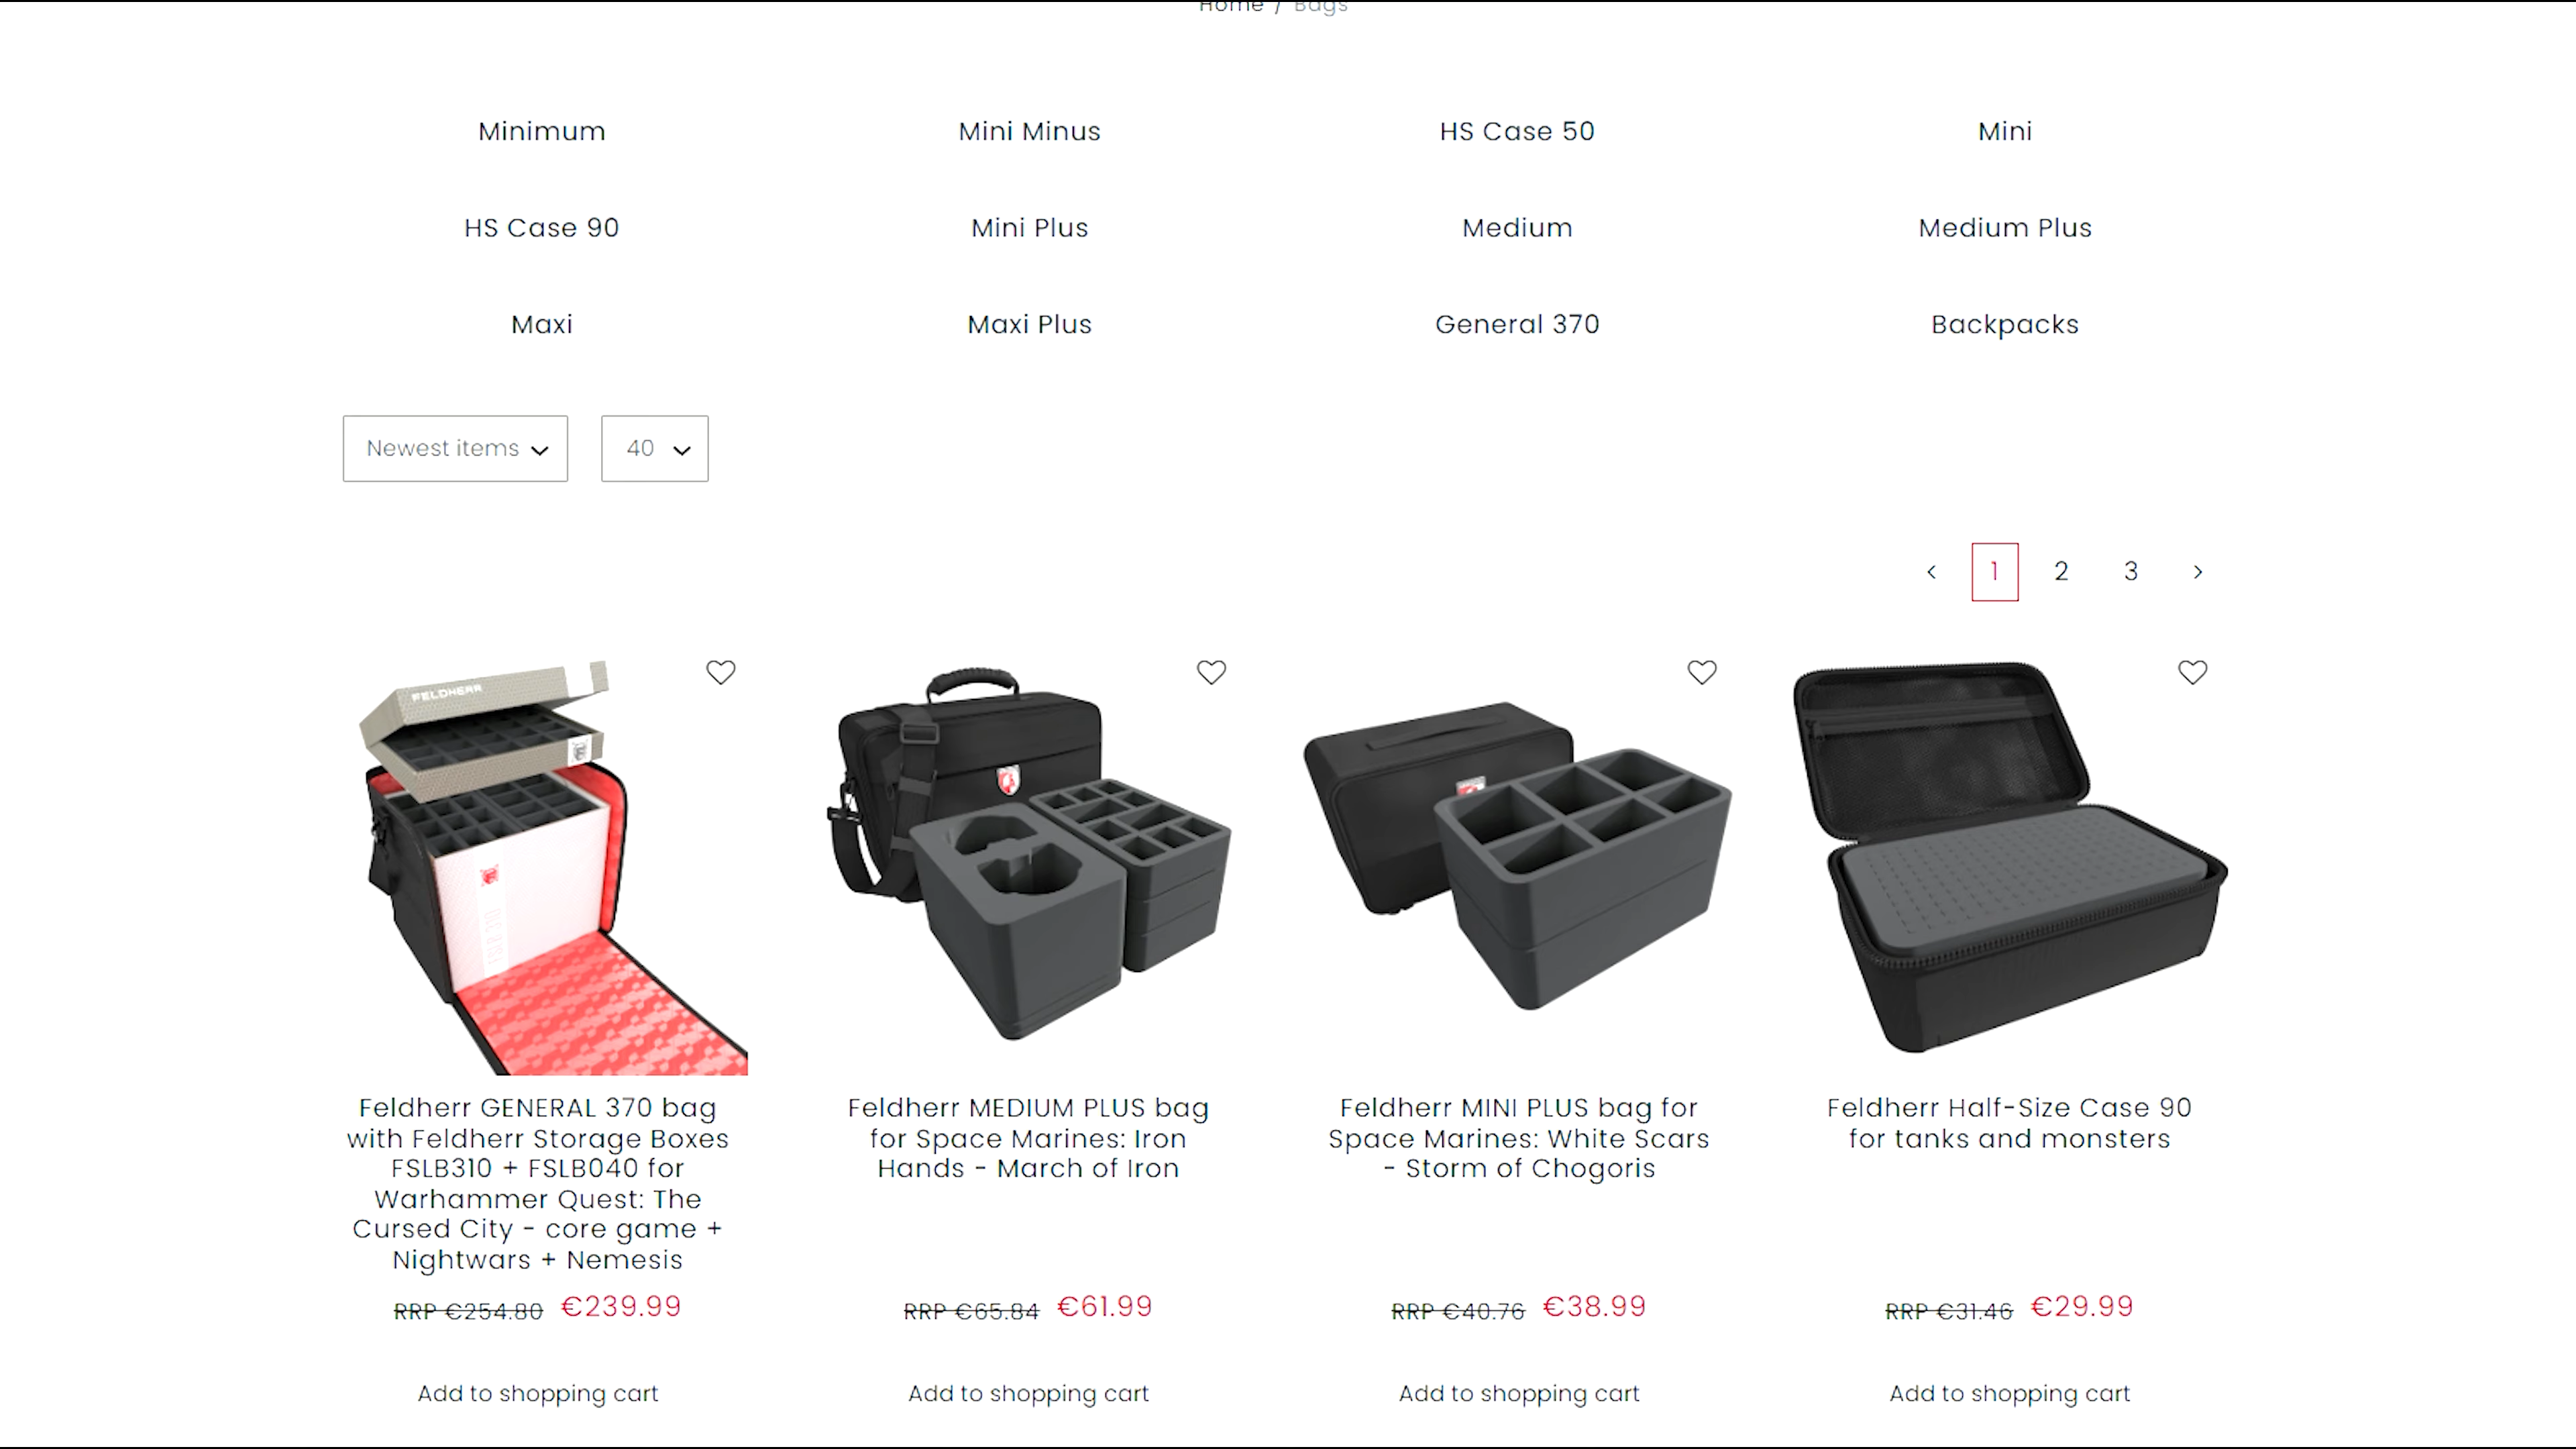 Home / Bags
Minimum
Mini Minus
HS Case 50
Mini
HS Case 90
Mini Plus
Medium
Medium Plus
Maxi
Maxi Plus
General 370
Backpacks
Newest items
40
1
2
3
FELDHERR
Feldherr GENERAL 370 bag
with Feldherr Storage Boxes
FSLB310 + FSLB040 for
Warhammer Quest: The
Cursed City - core game +
Nightwars + Nemesis
RRP €254.80 €239.99
Add to shopping cart
Feldherr MEDIUM PLUS bag
for Space Marines: Iron
Hands - March of Iron
RRP €65.84 €61.99
Add to shopping cart
Feldherr MINI PLUS bag for
Space Marines: White Scars
- Storm of Chogoris
RRP €40.76 €38.99
Add to shopping cart
Feldherr Half-Size Case 90
for tanks and monsters
RRP €31.46 €29.99
Add to shopping cart